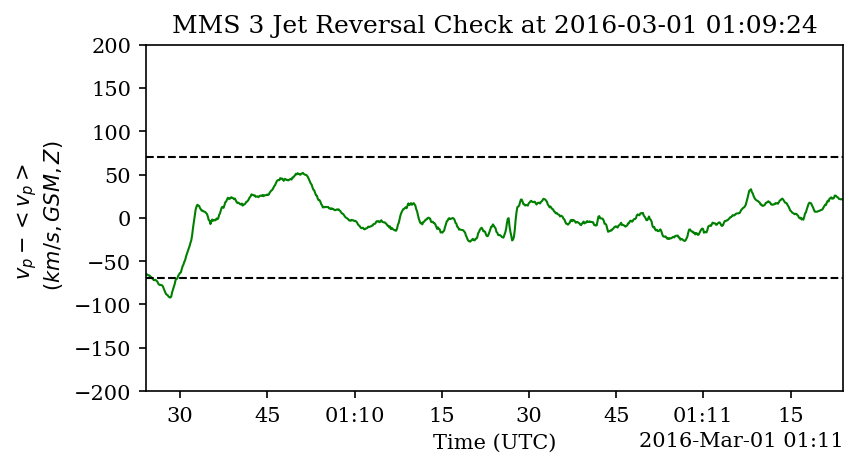 MMS 3 Jet Reversal Check at 2016-03-01 01:09:24
200
150
100
50
0
−50
−100
−150
−200
v_p − < v_p >
(km/s, GSM, Z)
30 45 01:10 15 30 45 01:11 15
Time (UTC)
2016-Mar-01 01:11